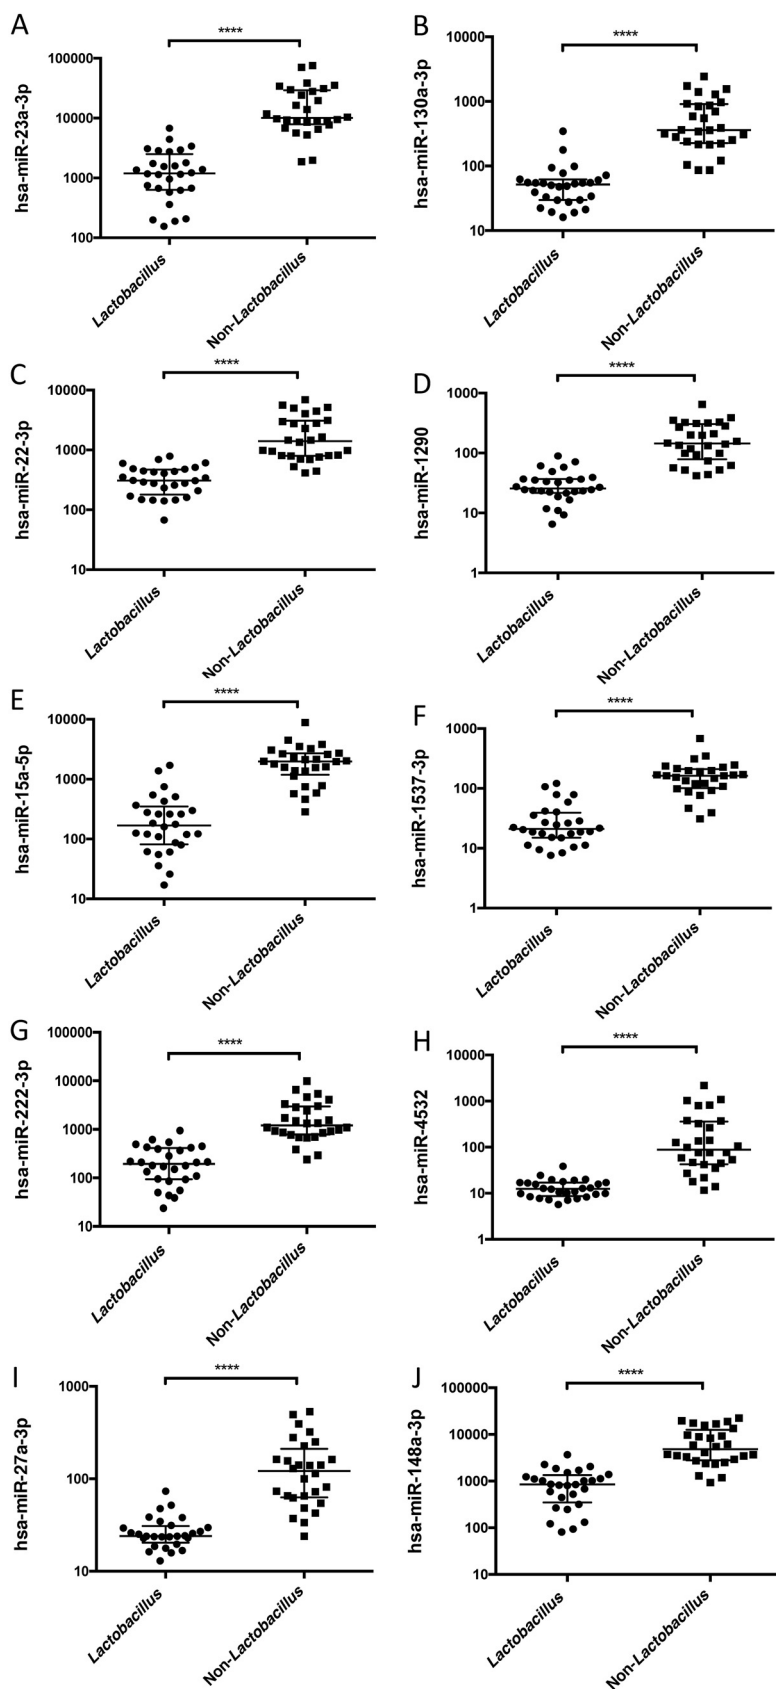 A
hsa-miR-23a-3p
****
100000
10000
1000
100
Lactobacillus
Non-Lactobacillus
B
hsa-miR-130a-3p
****
10000
1000
100
10
Lactobacillus
Non-Lactobacillus
C
hsa-miR-22-3p
****
10000
1000
100
10
Lactobacillus
Non-Lactobacillus
D
hsa-miR-1290
****
1000
100
10
1
Lactobacillus
Non-Lactobacillus
E
hsa-miR-15a-5p
****
10000
1000
100
10
Lactobacillus
Non-Lactobacillus
F
hsa-miR-1537-3p
****
1000
100
10
1
Lactobacillus
Non-Lactobacillus
G
hsa-miR-222-3p
****
100000
10000
1000
100
10
Lactobacillus
Non-Lactobacillus
H
hsa-miR-4532
****
10000
1000
100
10
1
Lactobacillus
Non-Lactobacillus
I
hsa-miR-27a-3p
****
1000
100
10
Lactobacillus
Non-Lactobacillus
J
hsa-miR-148a-3p
****
100000
10000
1000
100
10
Lactobacillus
Non-Lactobacillus